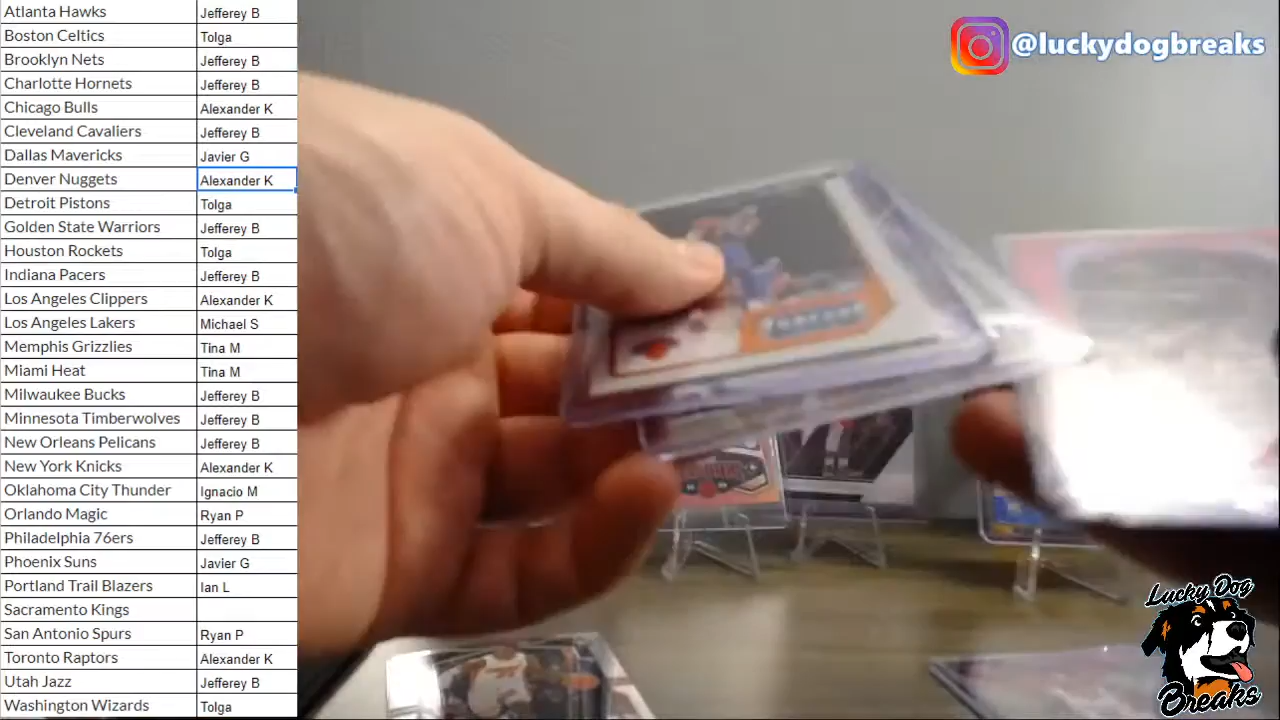 Atlanta Hawks Jefferey B
Boston Celtics Tolga
Brooklyn Nets Jefferey B
Charlotte Hornets Jefferey B
Chicago Bulls Alexander K
Cleveland Cavaliers Jefferey B
Dallas Mavericks Javier G
Denver Nuggets Alexander K
Detroit Pistons Tolga
Golden State Warriors Jefferey B
Houston Rockets Tolga
Indiana Pacers Jefferey B
Los Angeles Clippers Alexander K
Los Angeles Lakers Michael S
Memphis Grizzlies Tina M
Miami Heat Tina M
Milwaukee Bucks Jefferey B
Minnesota Timberwolves Jefferey B
New Orleans Pelicans Jefferey B
New York Knicks Alexander K
Oklahoma City Thunder Ignacio M
Orlando Magic Ryan P
Philadelphia 76ers Jefferey B
Phoenix Suns Javier G
Portland Trail Blazers Ian L
Sacramento Kings
San Antonio Spurs Ryan P
Toronto Raptors Alexander K
Utah Jazz Jefferey B
Washington Wizards Tolga
@luckydogbreaks
Lucky Dog
Breaks